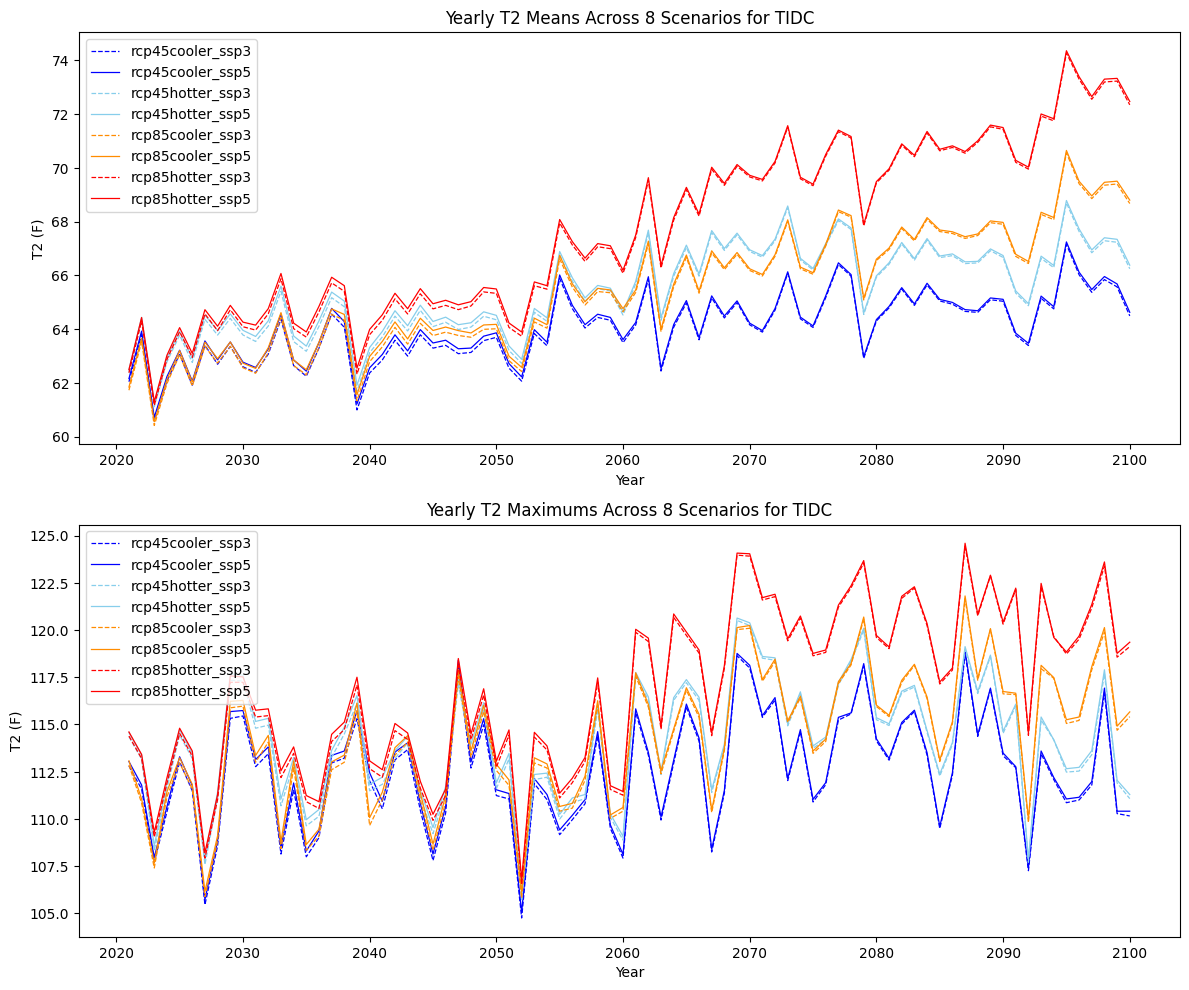 Yearly T2 Means Across 8 Scenarios for TIDC
74
72
70
68
66
64
62
60
T2 (F)
rcp45cooler_ssp3
rcp45cooler_ssp5
rcp45hotter_ssp3
rcp45hotter_ssp5
rcp85cooler_ssp3
rcp85cooler_ssp5
rcp85hotter_ssp3
rcp85hotter_ssp5
2020 2030 2040 2050 2060 2070 2080 2090 2100
Year
Yearly T2 Maximums Across 8 Scenarios for TIDC
125.0
122.5
120.0
117.5
115.0
112.5
110.0
107.5
105.0
T2 (F)
rcp45cooler_ssp3
rcp45cooler_ssp5
rcp45hotter_ssp3
rcp45hotter_ssp5
rcp85cooler_ssp3
rcp85cooler_ssp5
rcp85hotter_ssp3
rcp85hotter_ssp5
2020 2030 2040 2050 2060 2070 2080 2090 2100
Year